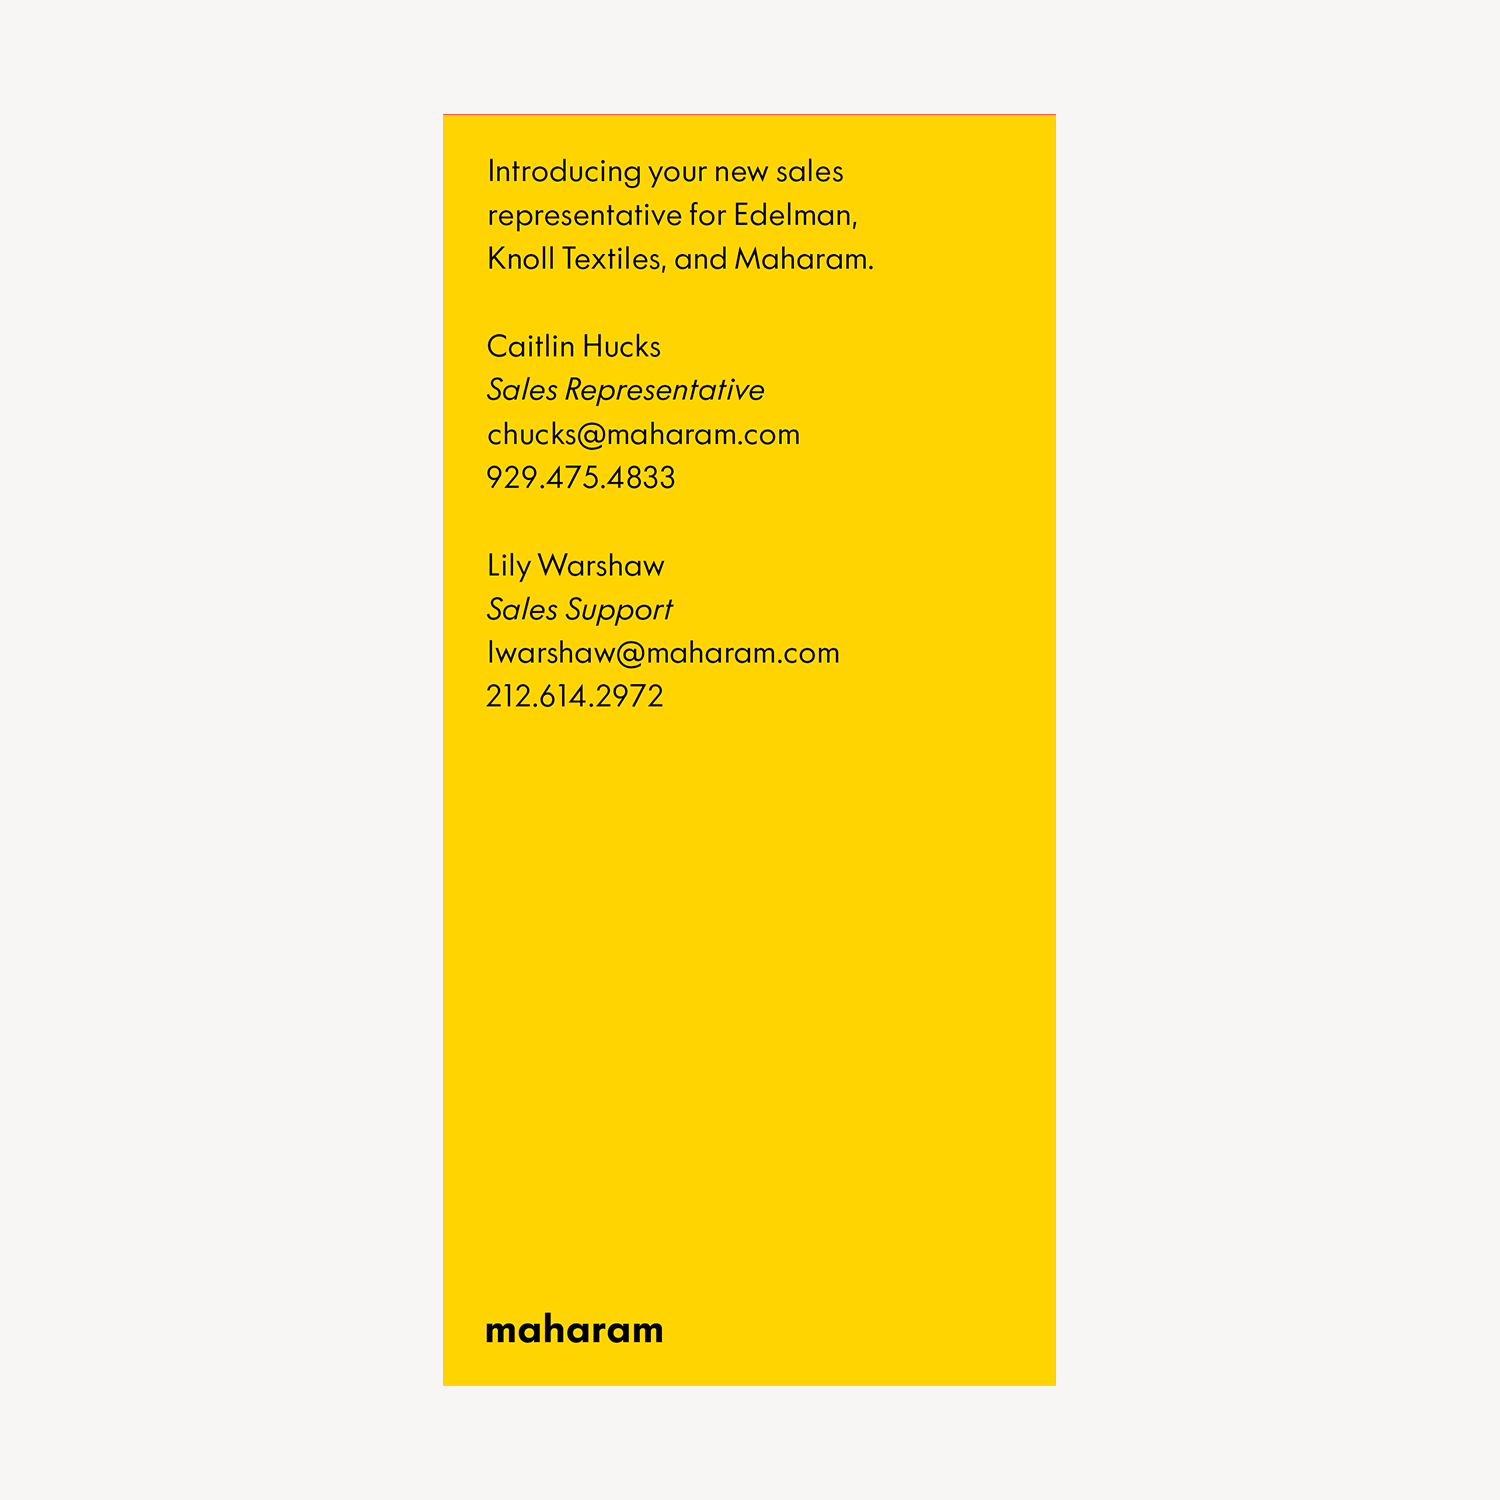 Introducing your new sales
representative for Edelman,
Knoll Textiles, and Maharam.
Caitlin Hucks
Sales Representative
chucks@maharam.com
929.475.4833
Lily Warshaw
Sales Support
lwarshaw@maharam.com
212.614.2972
maharam